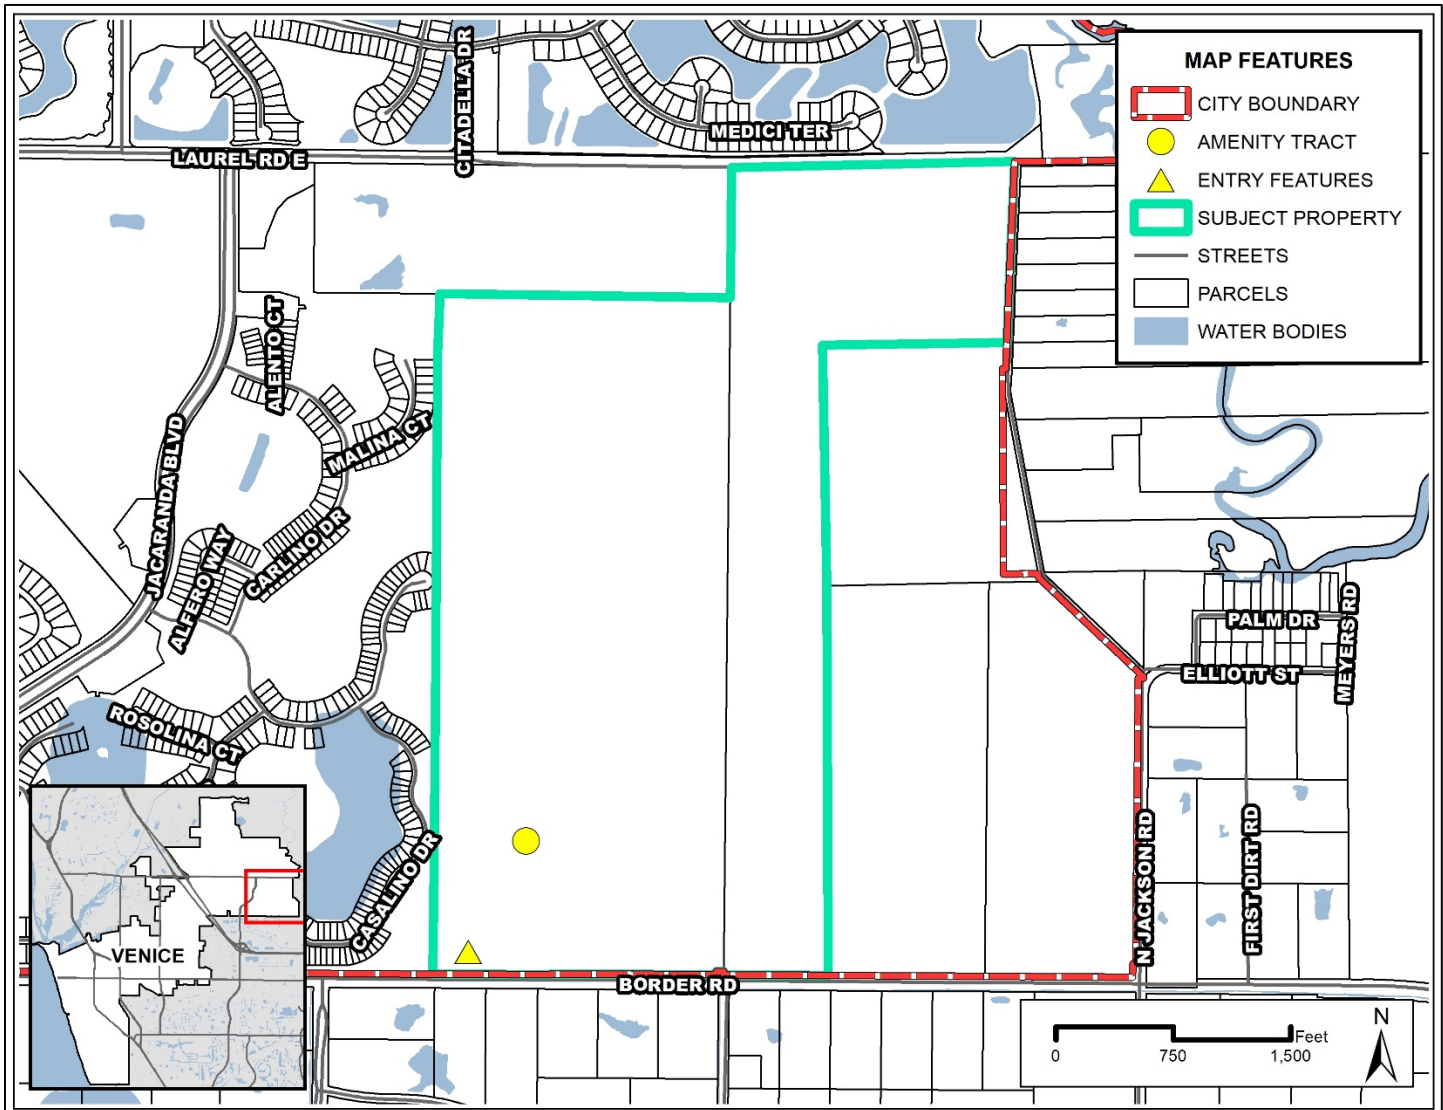 CITADELLA DR
MEDICI TER
LAUREL RD E
MAP FEATURES
CITY BOUNDARY
AMENITY TRACT
ENTRY FEATURES
SUBJECT PROPERTY
STREETS
PARCELS
WATER BODIES
ALENTO CT
MALINA CT
JACARANDA BLVD
CARLINO DR
ALFERO WAY
ROSOLINA CT
CASALINO DR
PALM DR
MEYERS RD
ELLIOTT ST
N JACKSON RD
FIRST DIRT RD
BORDER RD
VENICE
N
Feet
0 750 1,500